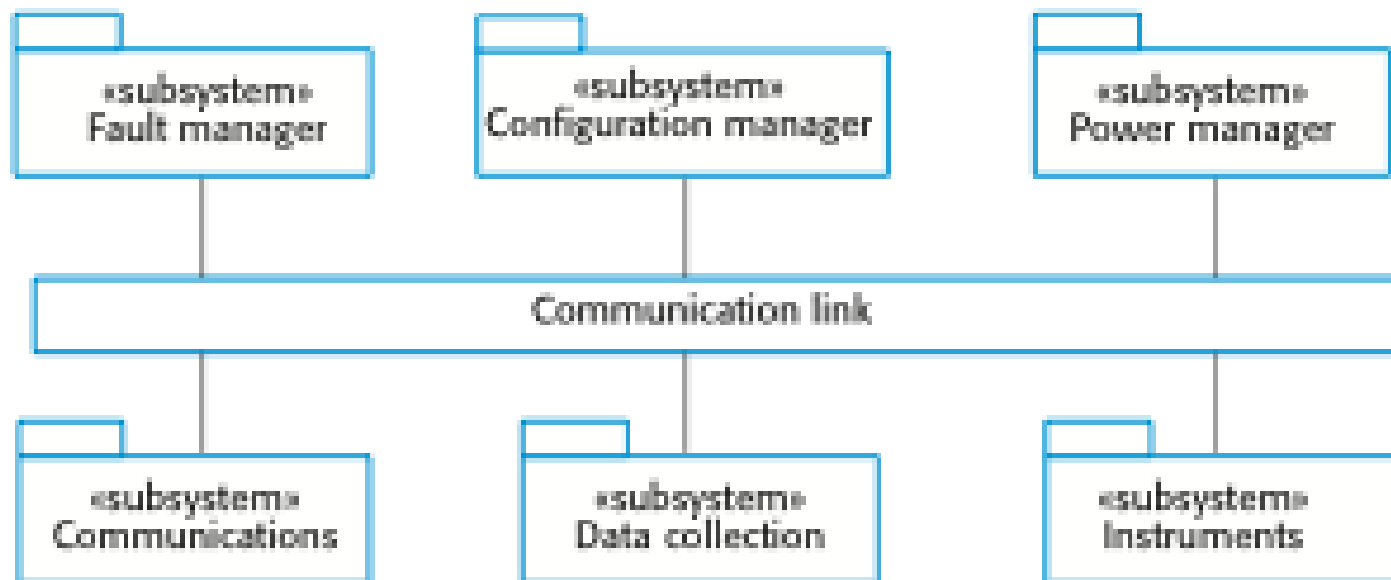 «subsystem»
Fault manager
«subsystem»
Configuration manager
«subsystem»
Power manager
Communication link
«subsystem»
Communications
«subsystem»
Data collection
«subsystem»
Instruments